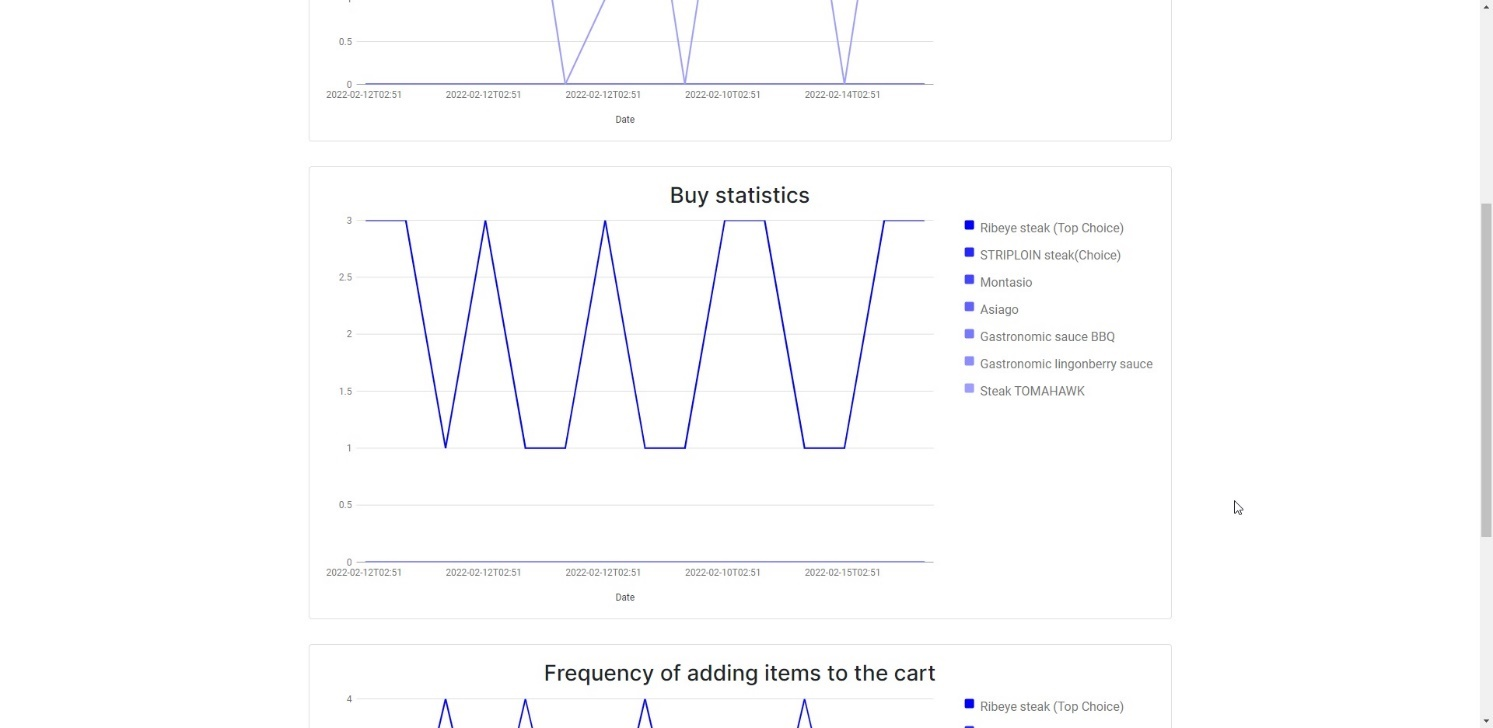 0.5
0
2022-02-12T02:51 2022-02-12T02:51 2022-02-12T02:51 2022-02-10T02:51 2022-02-14T02:51
Date
Buy statistics
3
2.5
2
1.5
1
0.5
0
2022-02-12T02:51 2022-02-12T02:51 2022-02-12T02:51 2022-02-10T02:51 2022-02-15T02:51
Date
Ribeye steak (Top Choice)
STRIPLOIN steak(Choice)
Montasio
Asiago
Gastronomic sauce BBQ
Gastronomic lingonberry sauce
Steak TOMAHAWK
Frequency of adding items to the cart
4
Ribeye steak (Top Choice)